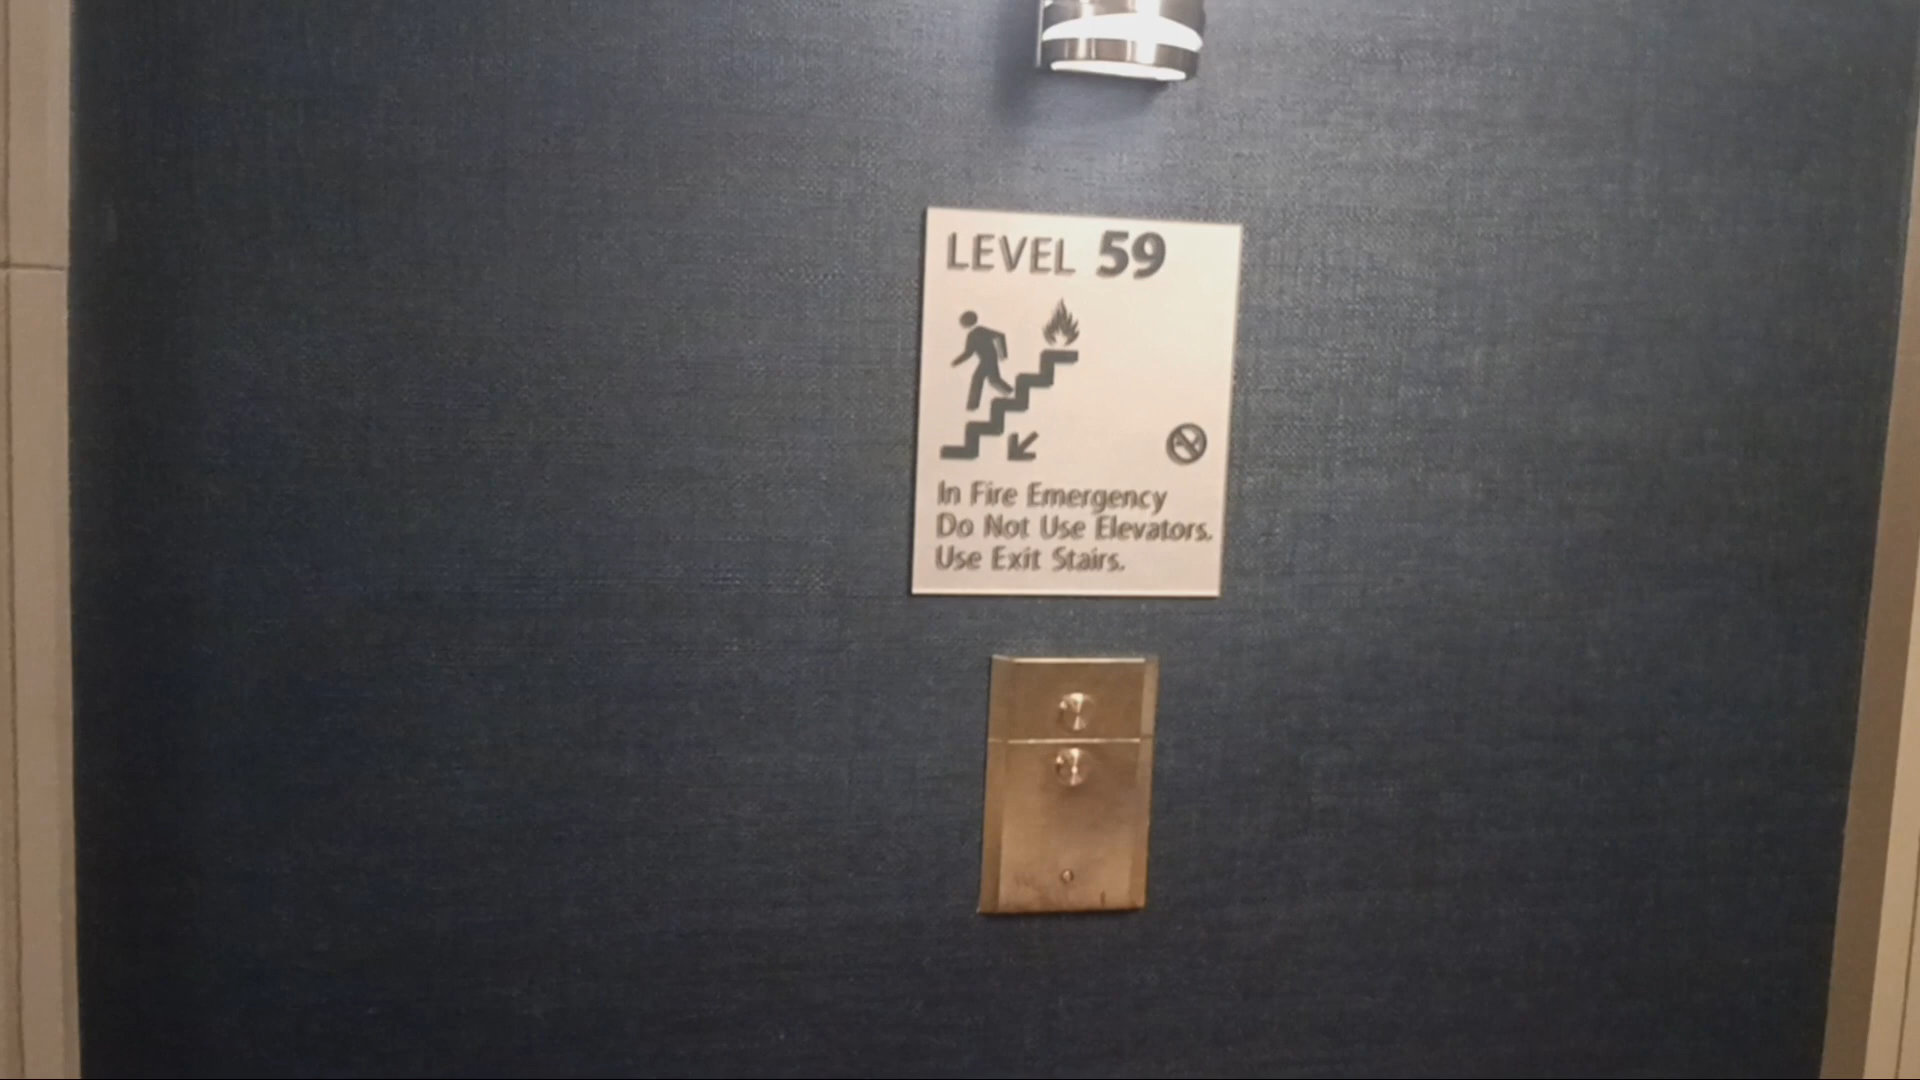 LEVEL 59
In Fire Emergency
Do Not Use Elevators.
Use Exit Stairs.